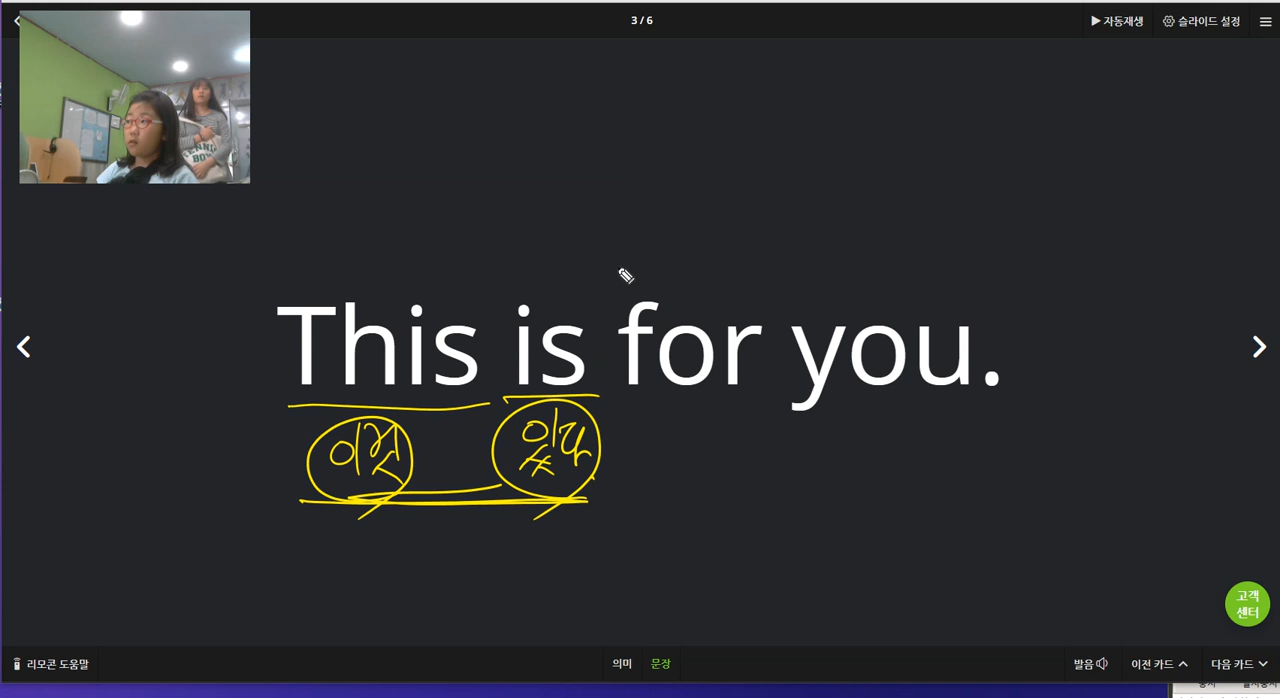 3 / 6
▶ 자동재생
슬라이드 설정
This is for you.
이것
있다
고객
센터
리모콘 도움말
의미
문장
발음
이전 카드
다음 카드